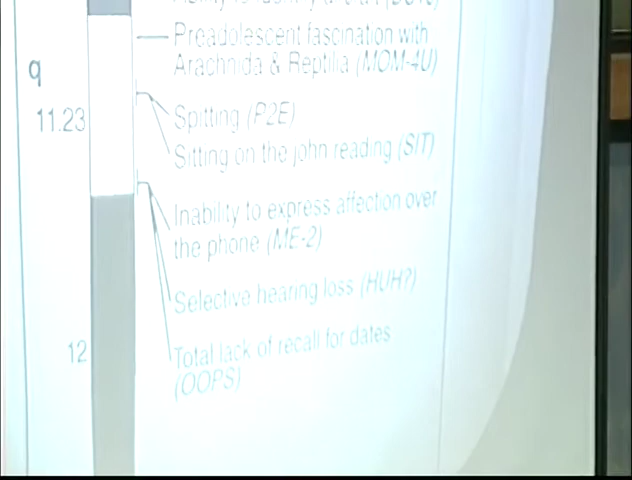 Preadolescent fascination with
Arachnida & Reptilia (MOM-4U)
q
11.23
Spitting (P2E)
Sitting on the john reading (SIT)
Inability to express affection over
the phone (ME-2)
Selective hearing loss (HUH?)
12
Total lack of recall for dates
(OOPS)